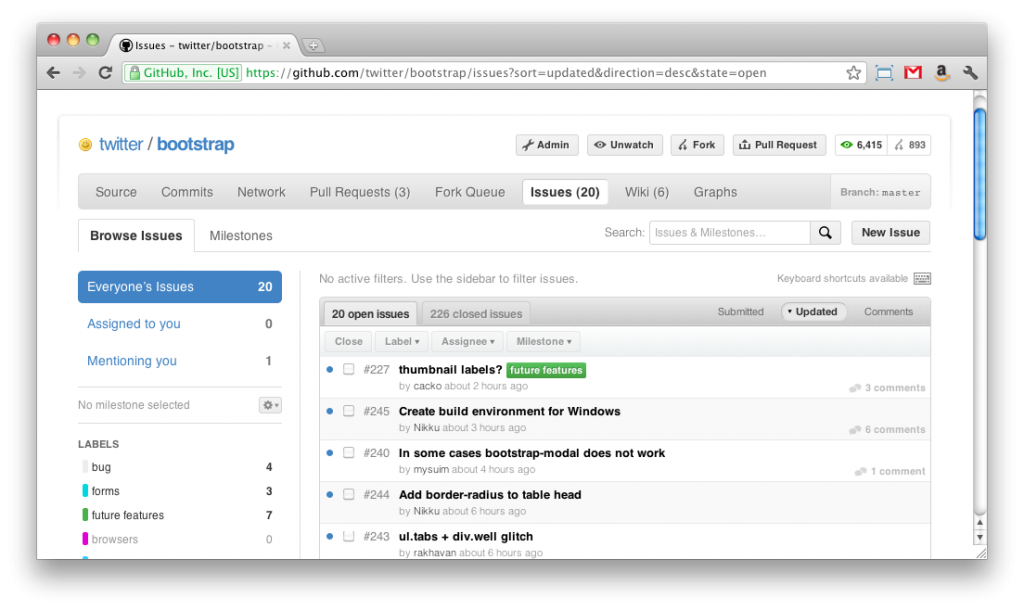 Issues – twitter/bootstrap –
GitHub, Inc. [US] https://github.com/twitter/bootstrap/issues?sort=updated&direction=desc&state=open
twitter / bootstrap
Admin Unwatch Fork Pull Request 6,415 893
Source Commits Network Pull Requests (3) Fork Queue Issues (20) Wiki (6) Graphs Branch: master
Browse Issues Milestones Search: Issues & Milestones... New Issue
Everyone's Issues 20
Assigned to you 0
Mentioning you 1
No milestone selected
LABELS
bug 4
forms 3
future features 7
browsers 0
No active filters. Use the sidebar to filter issues. Keyboard shortcuts available
20 open issues 226 closed issues Submitted Updated Comments
Close Label Assignee Milestone
#227 thumbnail labels? future features
by cacko about 2 hours ago 3 comments
#245 Create build environment for Windows
by Nikku about 3 hours ago 6 comments
#240 In some cases bootstrap-modal does not work
by mysuim about 4 hours ago 1 comment
#244 Add border-radius to table head
by Nikku about 6 hours ago
#243 ul.tabs + div.well glitch
by rakhavan about 6 hours ago